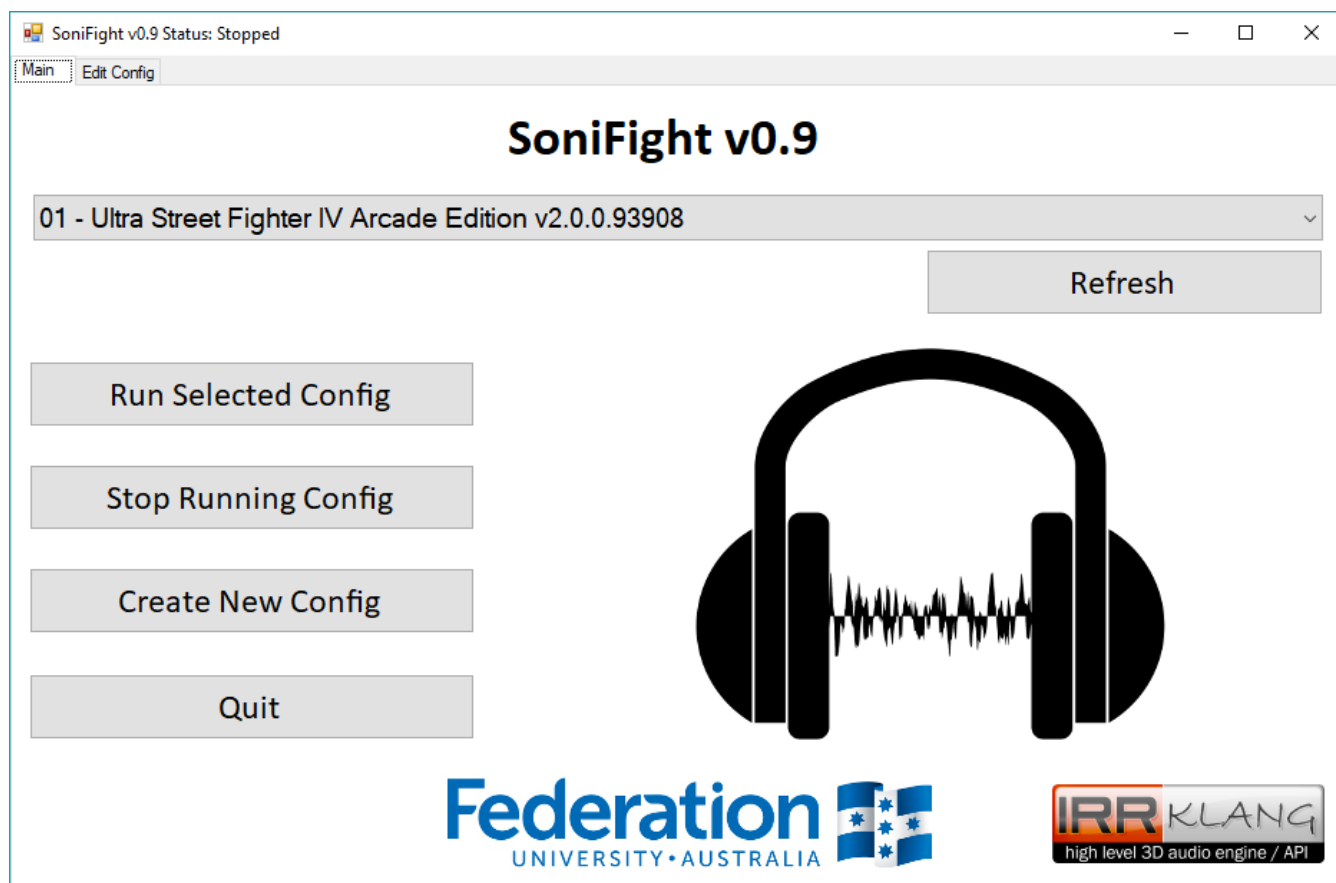 SoniFight v0.9 Status: Stopped
Main Edit Config
SoniFight v0.9
01 - Ultra Street Fighter IV Arcade Edition v2.0.0.93908
Refresh
Run Selected Config
Stop Running Config
Create New Config
Quit
Federation
UNIVERSITY • AUSTRALIA
IRRKLANG
high level 3D audio engine / API